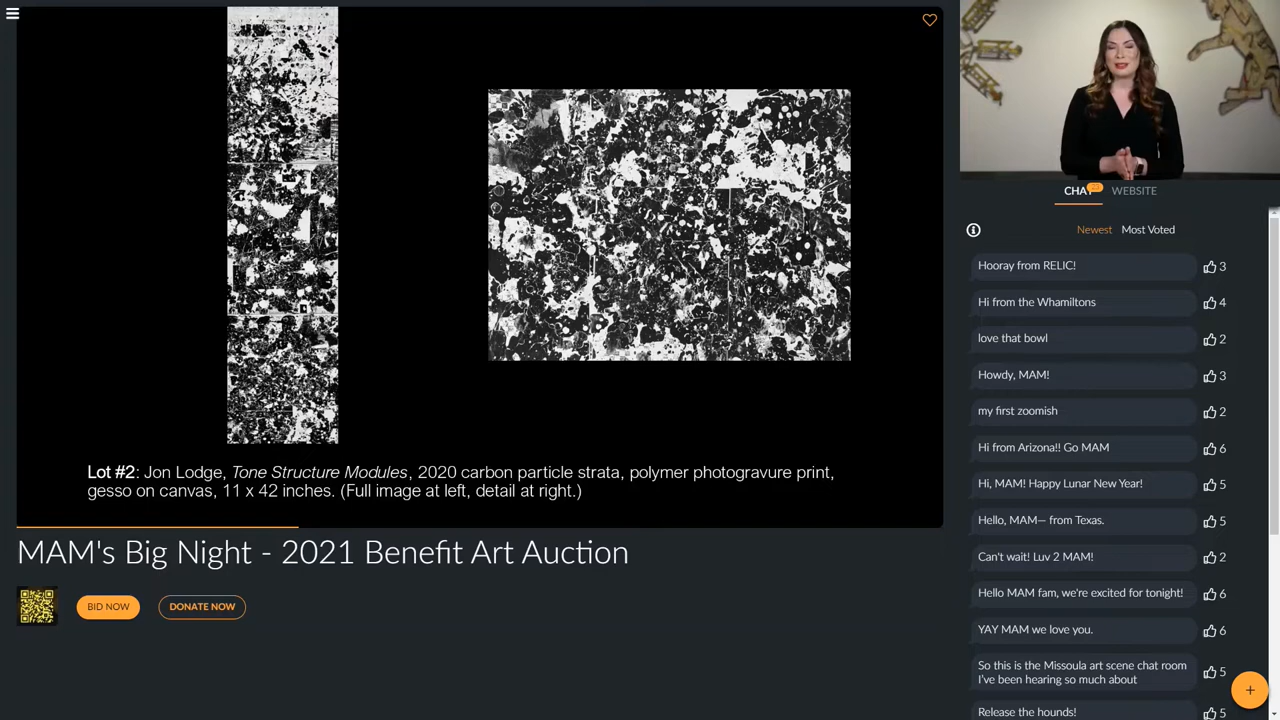 Lot #2: Jon Lodge, Tone Structure Modules, 2020 carbon particle strata, polymer photogravure print,
gesso on canvas, 11 x 42 inches. (Full image at left, detail at right.)
MAM's Big Night - 2021 Benefit Art Auction
BID NOW
DONATE NOW
CHAT
WEBSITE
Newest
Most Voted
Hooray from RELIC!
3
Hi from the Whamiltons
4
love that bowl
2
Howdy, MAM!
3
my first zoomish
2
Hi from Arizona!! Go MAM
6
Hi, MAM! Happy Lunar New Year!
5
Hello, MAM— from Texas.
5
Can't wait! Luv 2 MAM!
2
Hello MAM fam, we're excited for tonight!
6
YAY MAM we love you.
6
So this is the Missoula art scene chat room
I've been hearing so much about
5
Release the hounds!
5